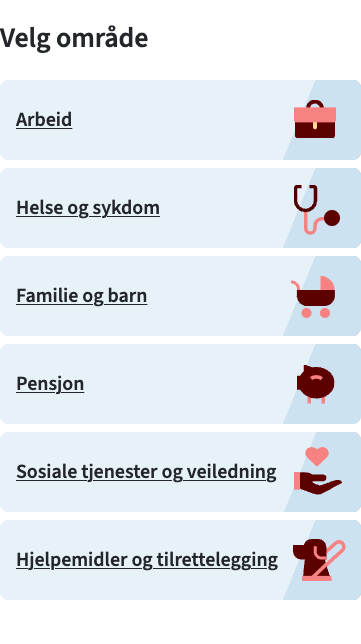 Velg område
Arbeid
Helse og sykdom
Familie og barn
Pensjon
Sosiale tjenester og veiledning
Hjelpemidler og tilrettelegging